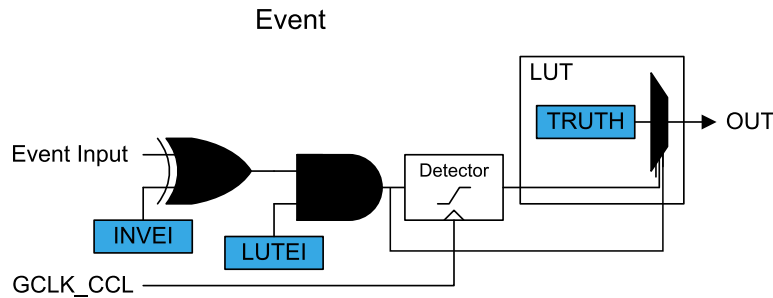 Event
LUT
TRUTH
OUT
Event Input
Detector
INVEI
LUTEI
GCLK_CCL